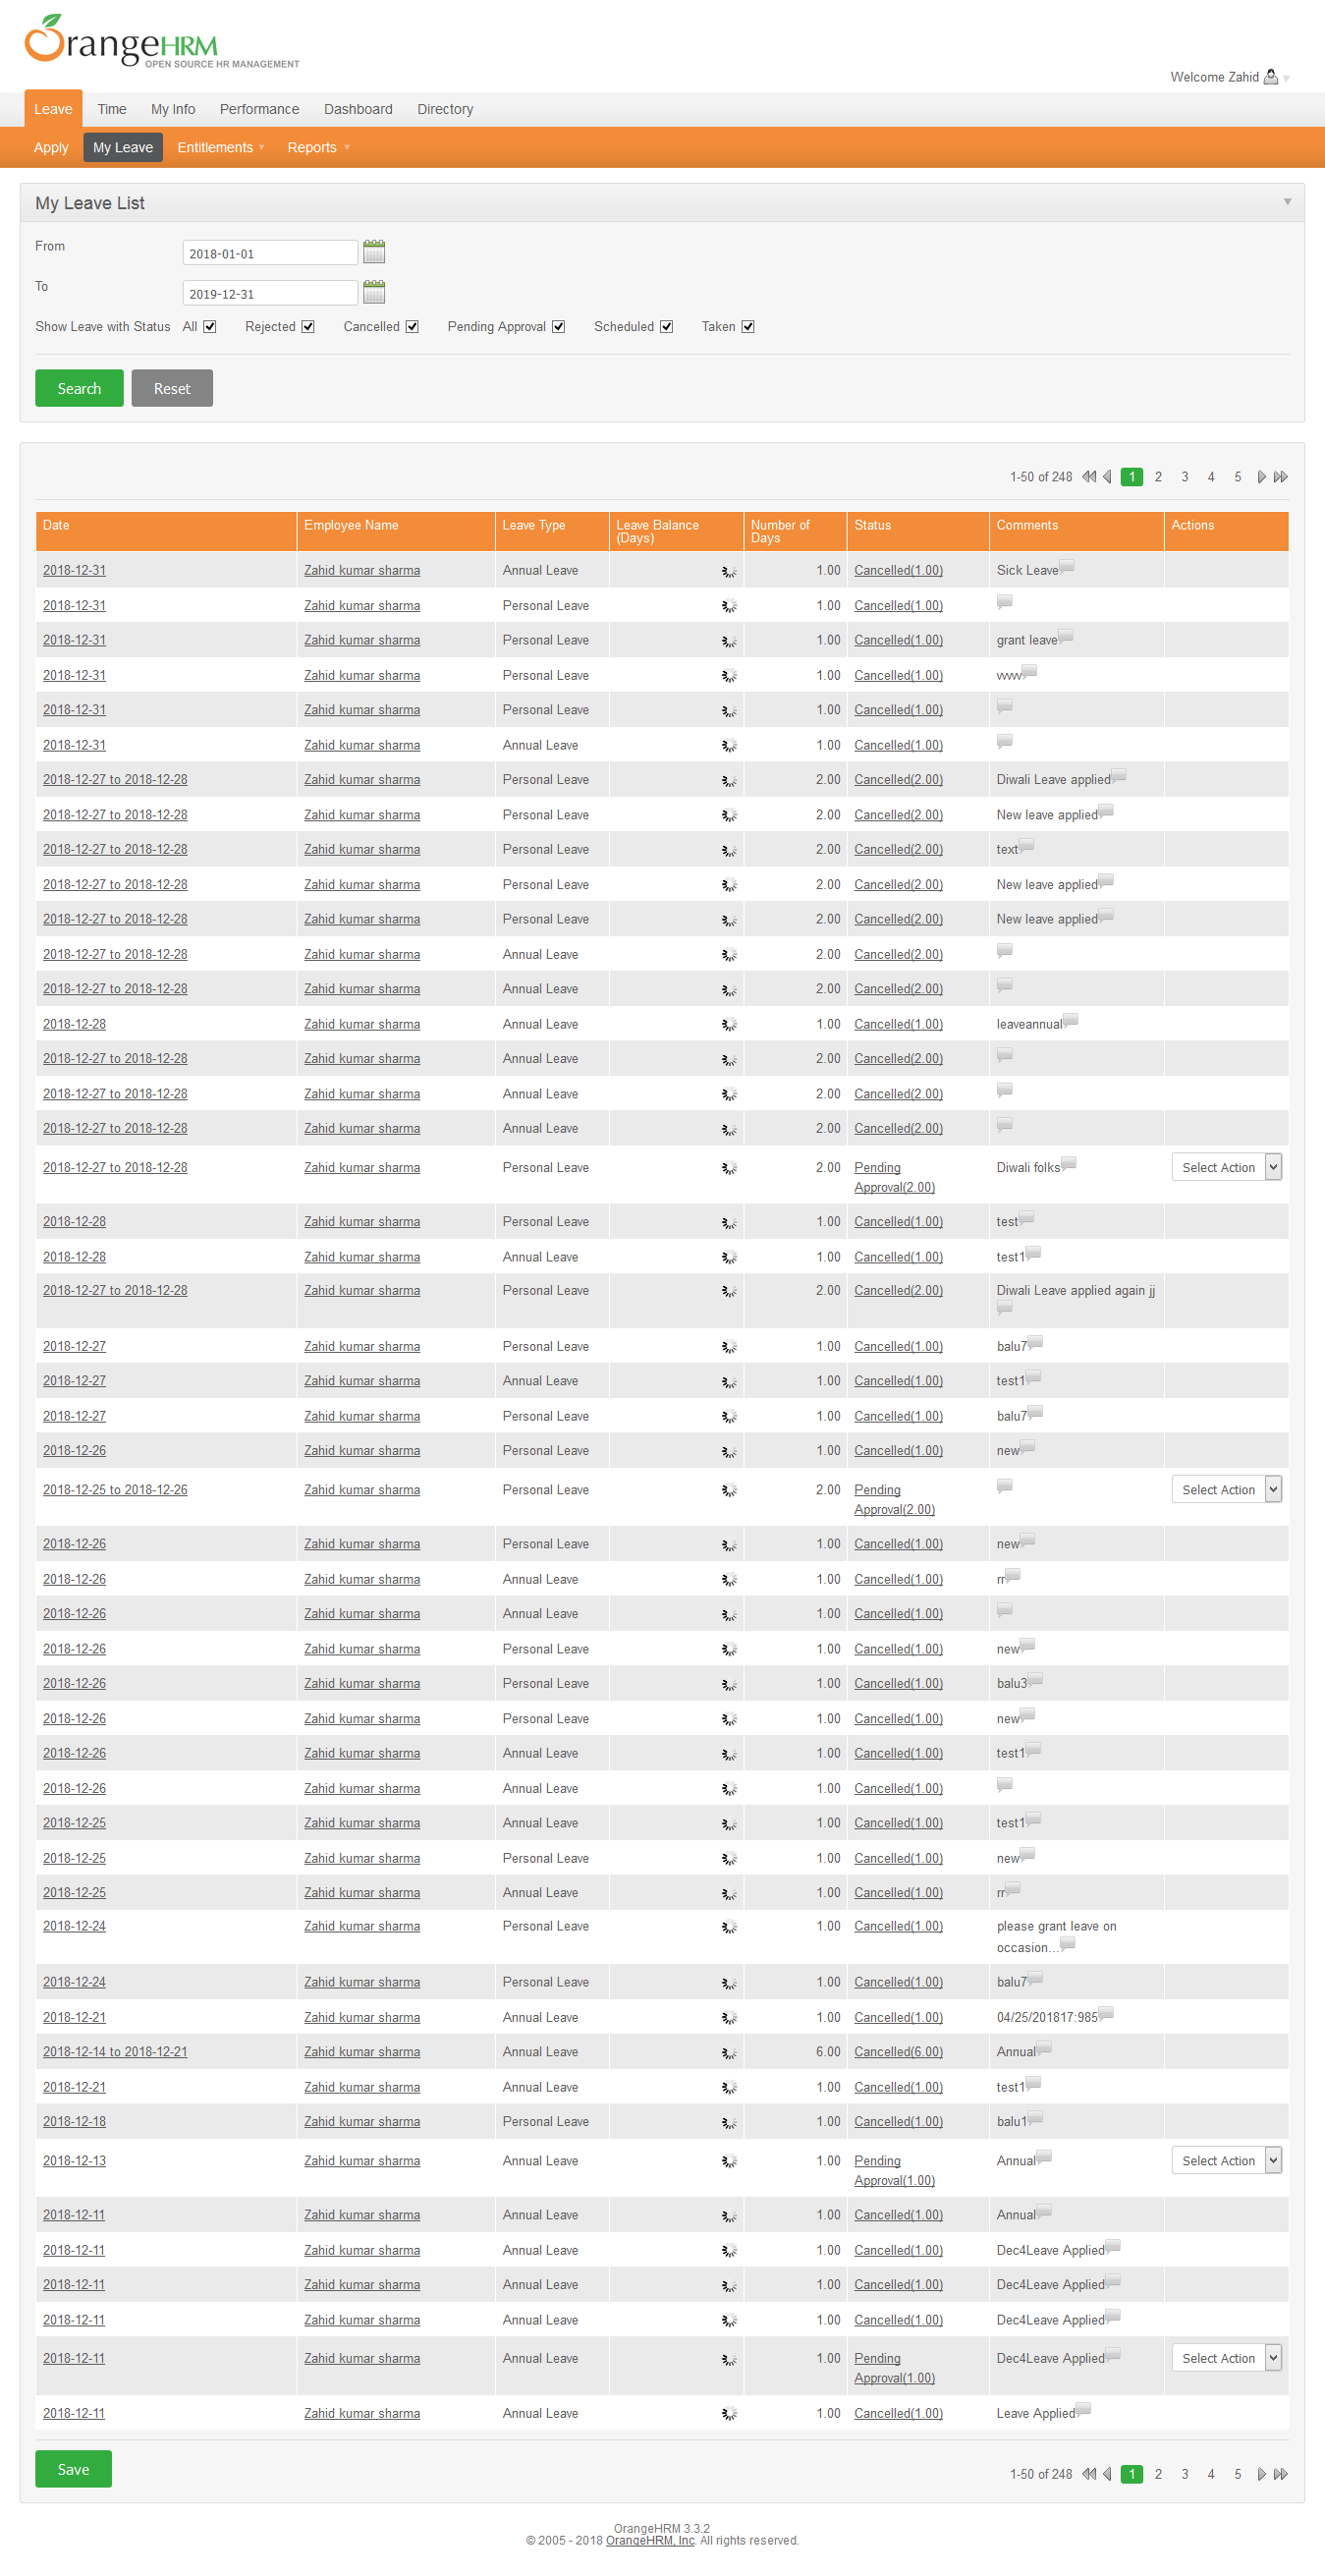 OrangeHRM
OPEN SOURCE HR MANAGEMENT
Welcome Zahid
Leave Time My Info Performance Dashboard Directory
Apply My Leave Entitlements Reports
My Leave List
From 2018-01-01
To 2019-12-31
Show Leave with Status All Rejected Cancelled Pending Approval Scheduled Taken
Search Reset
1-50 of 248 1 2 3 4 5
Date Employee Name Leave Type Leave Balance (Days) Number of Days Status Comments Actions
2018-12-31 Zahid kumar sharma Annual Leave 1.00 Cancelled(1.00) Sick Leave
2018-12-31 Zahid kumar sharma Personal Leave 1.00 Cancelled(1.00)
2018-12-31 Zahid kumar sharma Personal Leave 1.00 Cancelled(1.00) grant leave
2018-12-31 Zahid kumar sharma Personal Leave 1.00 Cancelled(1.00)
2018-12-31 Zahid kumar sharma Personal Leave 1.00 Cancelled(1.00)
2018-12-31 Zahid kumar sharma Annual Leave 1.00 Cancelled(1.00)
2018-12-27 to 2018-12-28 Zahid kumar sharma Personal Leave 2.00 Cancelled(2.00) Diwali Leave applied
2018-12-27 to 2018-12-28 Zahid kumar sharma Personal Leave 2.00 Cancelled(2.00) New leave applied
2018-12-27 to 2018-12-28 Zahid kumar sharma Personal Leave 2.00 Cancelled(2.00) text
2018-12-27 to 2018-12-28 Zahid kumar sharma Personal Leave 2.00 Cancelled(2.00) New leave applied
2018-12-27 to 2018-12-28 Zahid kumar sharma Personal Leave 2.00 Cancelled(2.00) New leave applied
2018-12-27 to 2018-12-28 Zahid kumar sharma Annual Leave 2.00 Cancelled(2.00)
2018-12-27 to 2018-12-28 Zahid kumar sharma Annual Leave 2.00 Cancelled(2.00)
2018-12-28 Zahid kumar sharma Annual Leave 1.00 Cancelled(1.00) leaveannual
2018-12-27 to 2018-12-28 Zahid kumar sharma Annual Leave 2.00 Cancelled(2.00)
2018-12-27 to 2018-12-28 Zahid kumar sharma Annual Leave 2.00 Cancelled(2.00)
2018-12-27 to 2018-12-28 Zahid kumar sharma Annual Leave 2.00 Cancelled(2.00)
2018-12-27 to 2018-12-28 Zahid kumar sharma Personal Leave 2.00 Pending Approval(2.00) Diwali folks Select Action
2018-12-28 Zahid kumar sharma Personal Leave 1.00 Cancelled(1.00) test
2018-12-28 Zahid kumar sharma Annual Leave 1.00 Cancelled(1.00) test1
2018-12-27 to 2018-12-28 Zahid kumar sharma Personal Leave 2.00 Cancelled(2.00) Diwali Leave applied again jj
2018-12-27 Zahid kumar sharma Personal Leave 1.00 Cancelled(1.00) balu7
2018-12-27 Zahid kumar sharma Annual Leave 1.00 Cancelled(1.00) test1
2018-12-27 Zahid kumar sharma Personal Leave 1.00 Cancelled(1.00) balu7
2018-12-26 Zahid kumar sharma Personal Leave 1.00 Cancelled(1.00) new
2018-12-25 to 2018-12-26 Zahid kumar sharma Personal Leave 2.00 Pending Approval(2.00) Select Action
2018-12-26 Zahid kumar sharma Personal Leave 1.00 Cancelled(1.00) new
2018-12-26 Zahid kumar sharma Annual Leave 1.00 Cancelled(1.00) rr
2018-12-26 Zahid kumar sharma Annual Leave 1.00 Cancelled(1.00)
2018-12-26 Zahid kumar sharma Personal Leave 1.00 Cancelled(1.00) new
2018-12-26 Zahid kumar sharma Personal Leave 1.00 Cancelled(1.00) balu3
2018-12-26 Zahid kumar sharma Personal Leave 1.00 Cancelled(1.00) new
2018-12-26 Zahid kumar sharma Annual Leave 1.00 Cancelled(1.00) test1
2018-12-26 Zahid kumar sharma Annual Leave 1.00 Cancelled(1.00)
2018-12-25 Zahid kumar sharma Annual Leave 1.00 Cancelled(1.00) test1
2018-12-25 Zahid kumar sharma Personal Leave 1.00 Cancelled(1.00) new
2018-12-25 Zahid kumar sharma Annual Leave 1.00 Cancelled(1.00) rr
2018-12-24 Zahid kumar sharma Personal Leave 1.00 Cancelled(1.00) please grant leave on occasion...
2018-12-24 Zahid kumar sharma Personal Leave 1.00 Cancelled(1.00) balu7
2018-12-21 Zahid kumar sharma Annual Leave 1.00 Cancelled(1.00) 04/25/201817:985
2018-12-14 to 2018-12-21 Zahid kumar sharma Annual Leave 6.00 Cancelled(6.00) Annual
2018-12-21 Zahid kumar sharma Annual Leave 1.00 Cancelled(1.00) test1
2018-12-18 Zahid kumar sharma Personal Leave 1.00 Cancelled(1.00) balu1
2018-12-13 Zahid kumar sharma Annual Leave 1.00 Pending Approval(1.00) Annual Select Action
2018-12-11 Zahid kumar sharma Annual Leave 1.00 Cancelled(1.00) Annual
2018-12-11 Zahid kumar sharma Annual Leave 1.00 Cancelled(1.00) Dec4Leave Applied
2018-12-11 Zahid kumar sharma Annual Leave 1.00 Cancelled(1.00) Dec4Leave Applied
2018-12-11 Zahid kumar sharma Annual Leave 1.00 Cancelled(1.00) Dec4Leave Applied
2018-12-11 Zahid kumar sharma Annual Leave 1.00 Pending Approval(1.00) Dec4Leave Applied Select Action
2018-12-11 Zahid kumar sharma Annual Leave 1.00 Cancelled(1.00) Leave Applied
Save 1-50 of 248 1 2 3 4 5
OrangeHRM 3.3.2
© 2005 - 2018 OrangeHRM, Inc. All rights reserved.